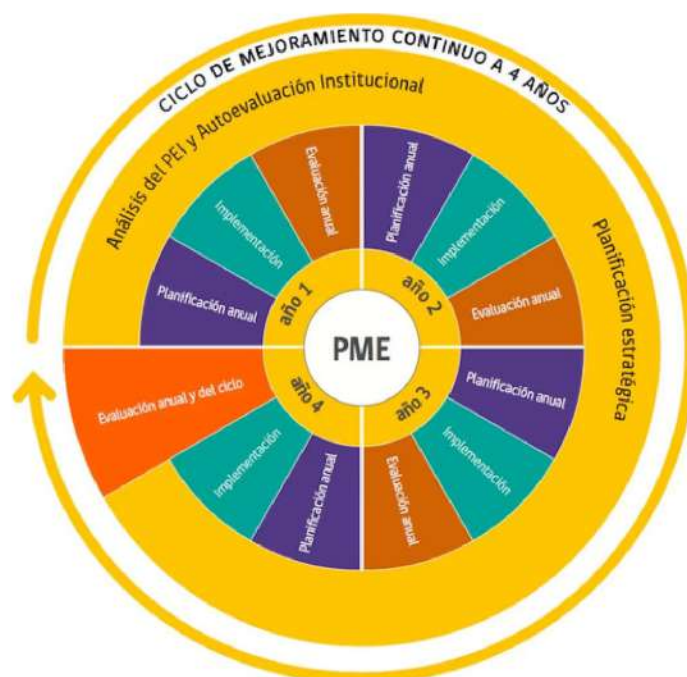 CICLO DE MEJORAMIENTO CONTINUO A 4 AÑOS
Análisis del PEI y Autoevaluación Institucional
Planificación estratégica
PME
año 1
Planificación anual
Implementación
Evaluación anual
año 2
Planificación anual
Implementación
Evaluación anual
año 3
Planificación anual
Implementación
Evaluación anual
año 4
Planificación anual
Implementación
Evaluación anual y del ciclo